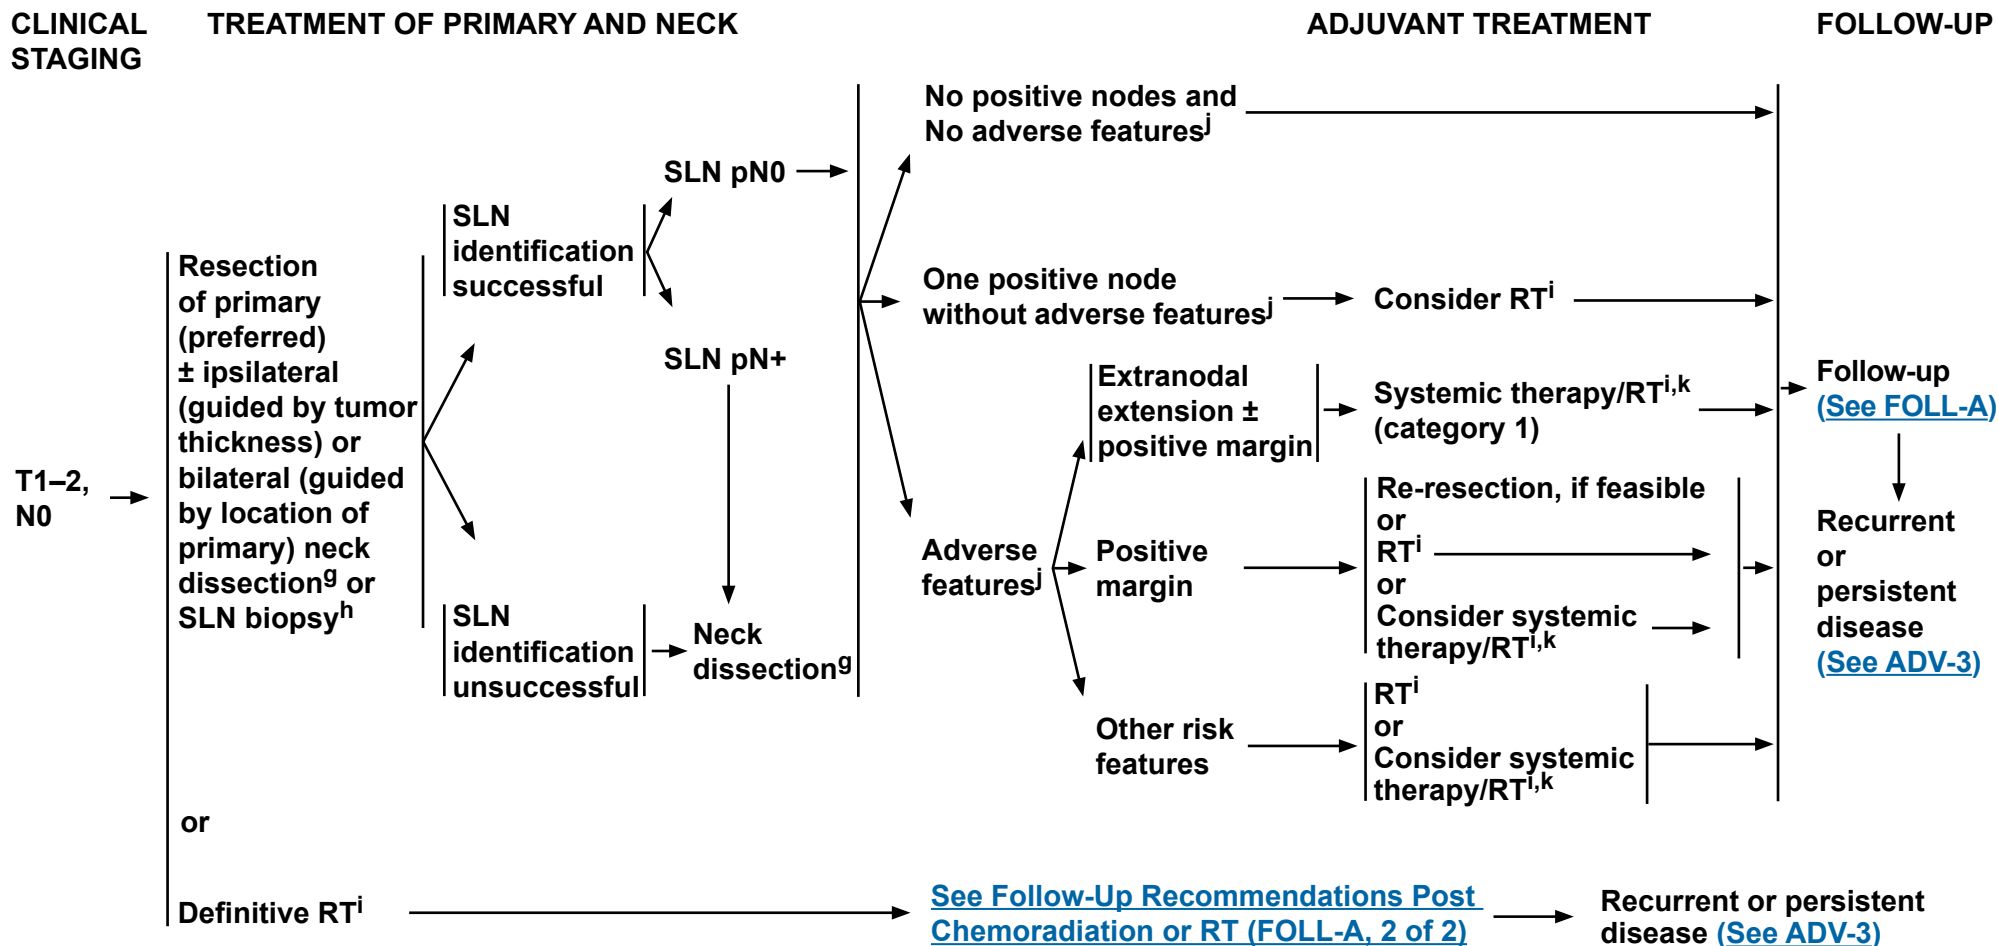 CLINICAL
STAGING
TREATMENT OF PRIMARY AND NECK
ADJUVANT TREATMENT
FOLLOW-UP
T1–2,
N0
Resection
of primary
(preferred)
± ipsilateral
(guided by tumor
thickness) or
bilateral (guided
by location of
primary) neck
dissectiong or
SLN biopsyh
or
Definitive RTi
SLN
identification
successful
SLN
identification
unsuccessful
SLN pN0
SLN pN+
Neck
dissectiong
No positive nodes and
No adverse featuresj
One positive node
without adverse featuresj
Consider RTi
Adverse
featuresj
Extranodal
extension ±
positive margin
Systemic therapy/RTi,k
(category 1)
Positive
margin
Re-resection, if feasible
or
RTi
or
Consider systemic
therapy/RTi,k
Other risk
features
RTi
or
Consider systemic
therapy/RTi,k
Follow-up
(See FOLL-A)
Recurrent
or
persistent
disease
(See ADV-3)
See Follow-Up Recommendations Post
Chemoradiation or RT (FOLL-A, 2 of 2)
Recurrent or persistent
disease (See ADV-3)